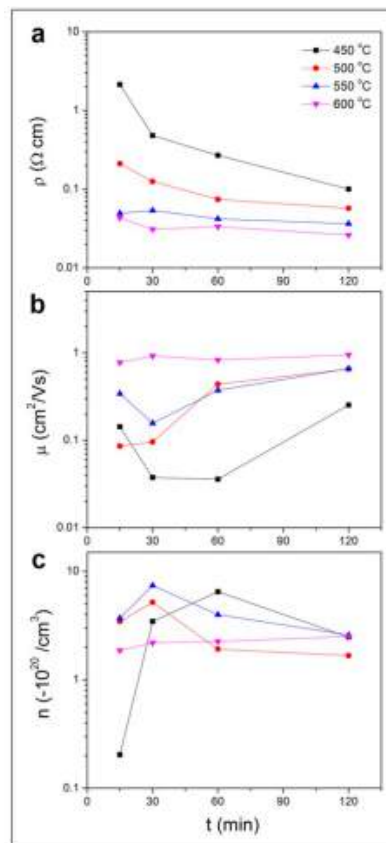 a
450 °C
500 °C
550 °C
600 °C
10
1
0.1
0.01
ρ (Ω cm)
0 30 60 90 120
b
1
0.1
0.01
μ (cm²/Vs)
0 30 60 90 120
c
10
1
0.1
n (-10²⁰ /cm³)
0 30 60 90 120
t (min)